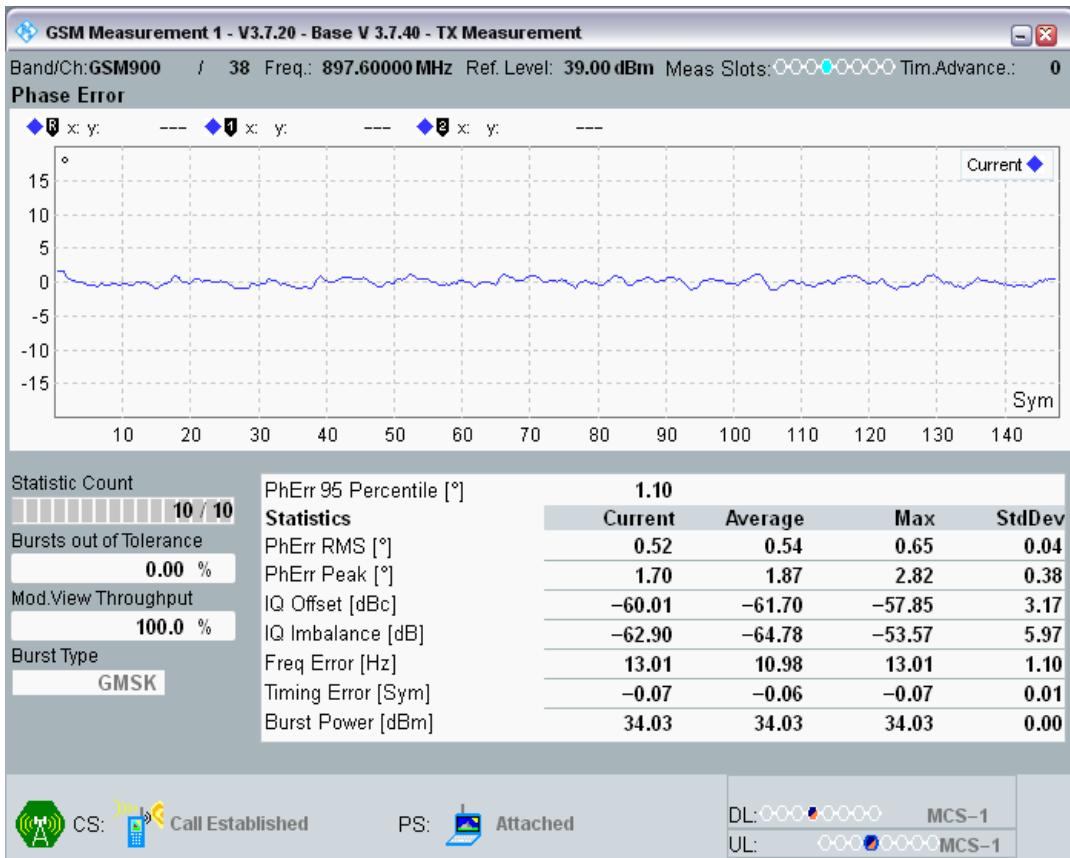 GSM Measurement 1 - V3.7.20 - Base V 3.7.40 - TX Measurement
Band/Ch:GSM900 / 38 Freq.: 897.60000 MHz Ref. Level: 39.00 dBm Meas Slots: Tim.Advance.: 0
Phase Error
R x: y: --- 1 x: y: --- 2 x: y: ---
°
Current
15
10
5
0
-5
-10
-15
Sym
10 20 30 40 50 60 70 80 90 100 110 120 130 140
Statistic Count
10 / 10
Bursts out of Tolerance
0.00 %
Mod.View Throughput
100.0 %
Burst Type
GMSK
PhErr 95 Percentile [°] 1.10
Statistics Current Average Max StdDev
PhErr RMS [°] 0.52 0.54 0.65 0.04
PhErr Peak [°] 1.70 1.87 2.82 0.38
IQ Offset [dBc] −60.01 −61.70 −57.85 3.17
IQ Imbalance [dB] −62.90 −64.78 −53.57 5.97
Freq Error [Hz] 13.01 10.98 13.01 1.10
Timing Error [Sym] −0.07 −0.06 −0.07 0.01
Burst Power [dBm] 34.03 34.03 34.03 0.00
CS: Call Established PS: Attached
DL: MCS−1
UL: MCS−1